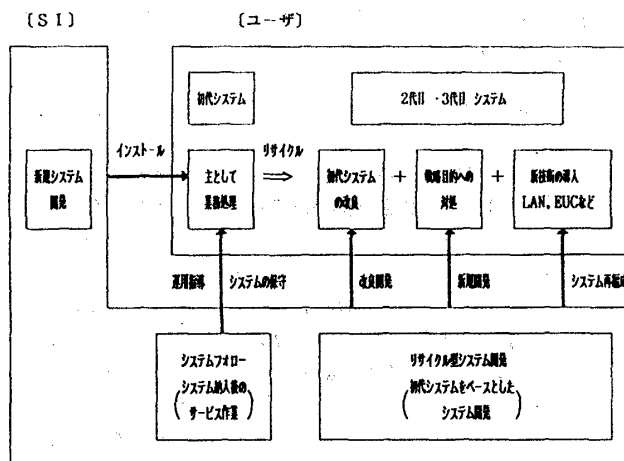 〔SI〕
〔ユーザ〕
初代システム
2代目・3代目 システム
インストール
リサイクル
新規システム
開発
主として
業務処理
⇒
初代システム
の改良
+
戦略目的への
対処
+
新技術の導入
LAN, EUCなど
運用指導
システムの保守
改良開発
新規開発
システム再編成
システムフォロー
(システム納入後の
サービス作業)
リサイクル型システム開発
(初代システムをベースとした
システム開発)